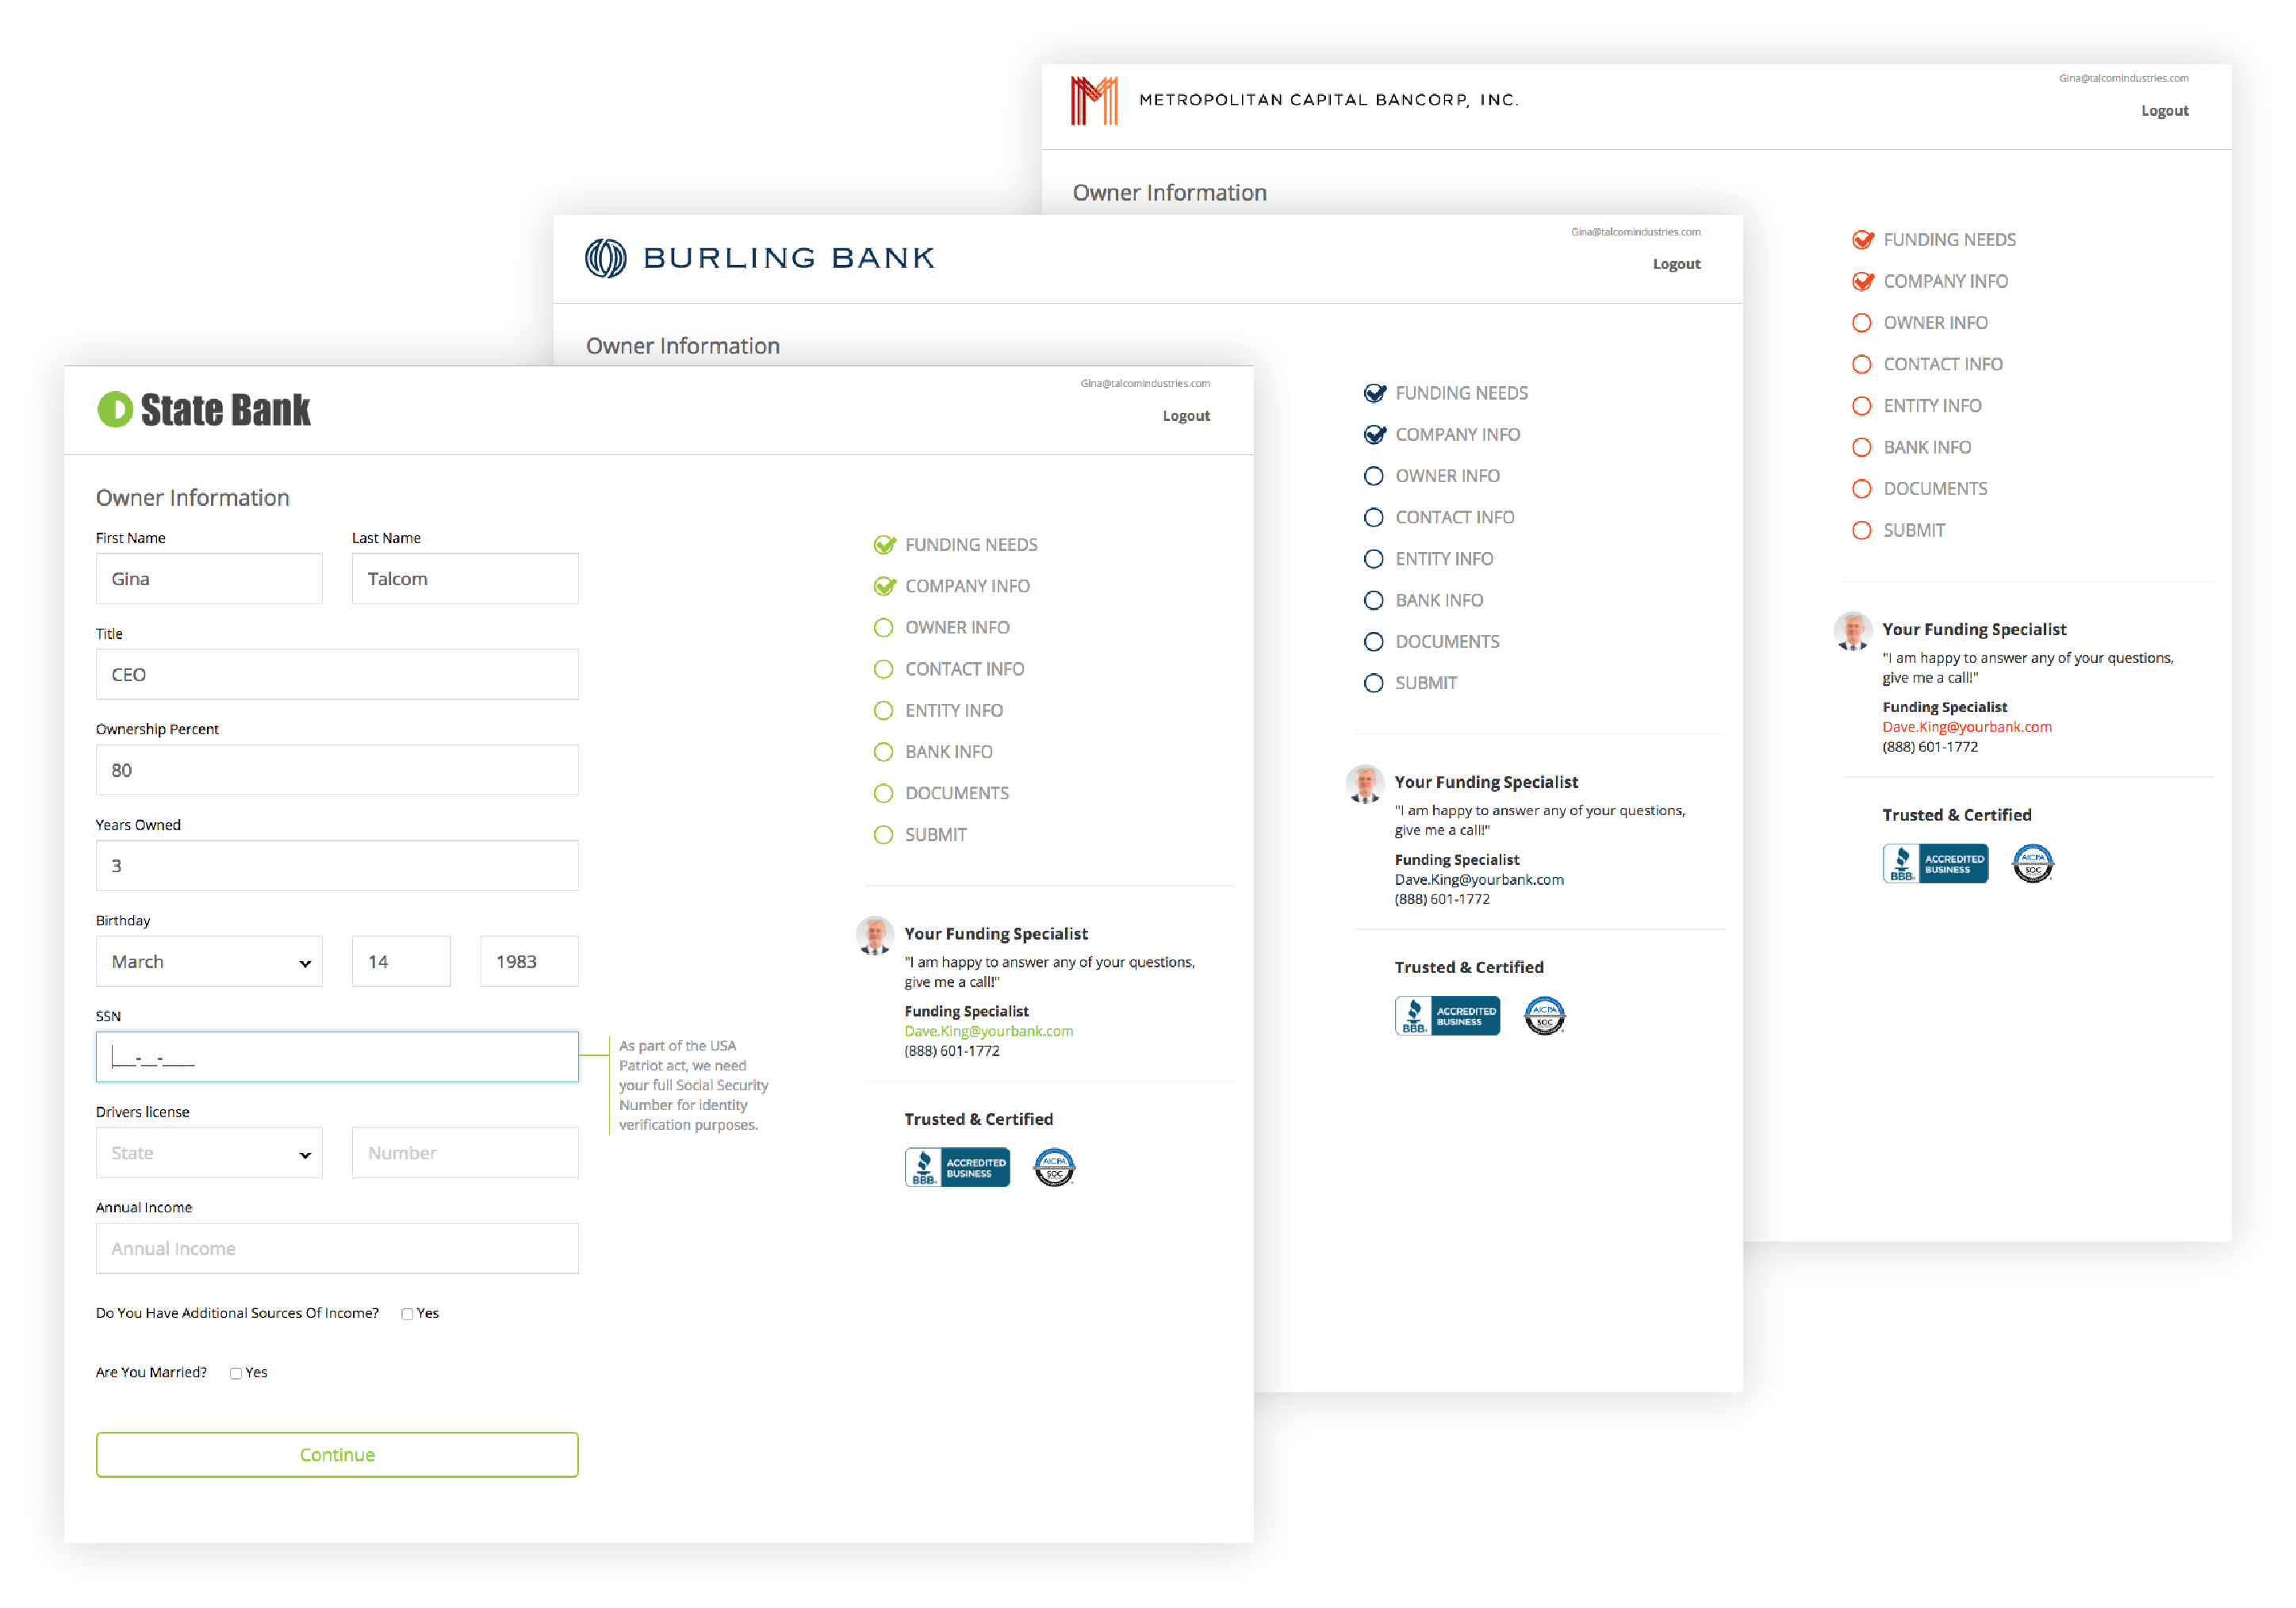 Gina@talcomindustries.com
METROPOLITAN CAPITAL BANCORP, INC.
Logout
Owner Information
FUNDING NEEDS
COMPANY INFO
OWNER INFO
CONTACT INFO
ENTITY INFO
BANK INFO
DOCUMENTS
SUBMIT
Your Funding Specialist
"I am happy to answer any of your questions,
give me a call!"
Funding Specialist
Dave.King@yourbank.com
(888) 601-1772
Trusted & Certified
BBB. ACCREDITED
BUSINESS
AICPA
SOC
Gina@talcomindustries.com
BURLING BANK
Logout
Owner Information
FUNDING NEEDS
COMPANY INFO
OWNER INFO
CONTACT INFO
ENTITY INFO
BANK INFO
DOCUMENTS
SUBMIT
Your Funding Specialist
"I am happy to answer any of your questions,
give me a call!"
Funding Specialist
Dave.King@yourbank.com
(888) 601-1772
Trusted & Certified
BBB. ACCREDITED
BUSINESS
AICPA
SOC
Gina@talcomindustries.com
State Bank
Logout
Owner Information
First Name Last Name
Gina Talcom
Title
CEO
Ownership Percent
80
Years Owned
3
Birthday
March 14 1983
SSN
___-__-____
As part of the USA
Patriot act, we need
your full Social Security
Number for identity
verification purposes.
Drivers license
State Number
Annual Income
Annual Income
Do You Have Additional Sources Of Income? Yes
Are You Married? Yes
Continue
FUNDING NEEDS
COMPANY INFO
OWNER INFO
CONTACT INFO
ENTITY INFO
BANK INFO
DOCUMENTS
SUBMIT
Your Funding Specialist
"I am happy to answer any of your questions,
give me a call!"
Funding Specialist
Dave.King@yourbank.com
(888) 601-1772
Trusted & Certified
BBB. ACCREDITED
BUSINESS
AICPA
SOC